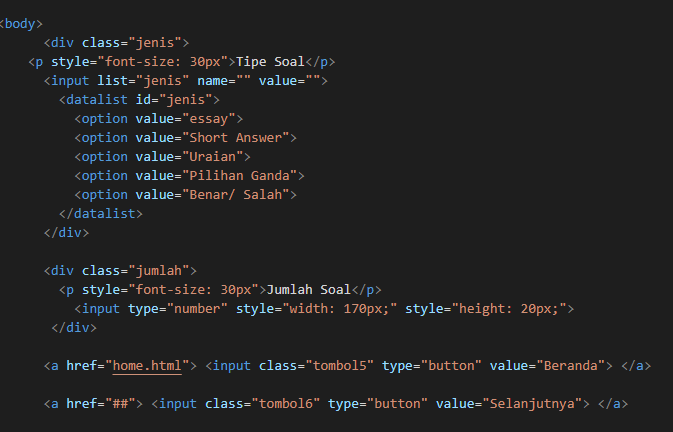 <body>
<div class="jenis">
<p style="font-size: 30px">Tipe Soal</p>
<input list="jenis" name="" value="">
<datalist id="jenis">
<option value="essay">
<option value="Short Answer">
<option value="Uraian">
<option value="Pilihan Ganda">
<option value="Benar/ Salah">
</datalist>
</div>
<div class="jumlah">
<p style="font-size: 30px">Jumlah Soal</p>
<input type="number" style="width: 170px;" style="height: 20px;">
</div>
<a href="home.html"> <input class="tombol5" type="button" value="Beranda"> </a>
<a href="##"> <input class="tombol6" type="button" value="Selanjutnya"> </a>